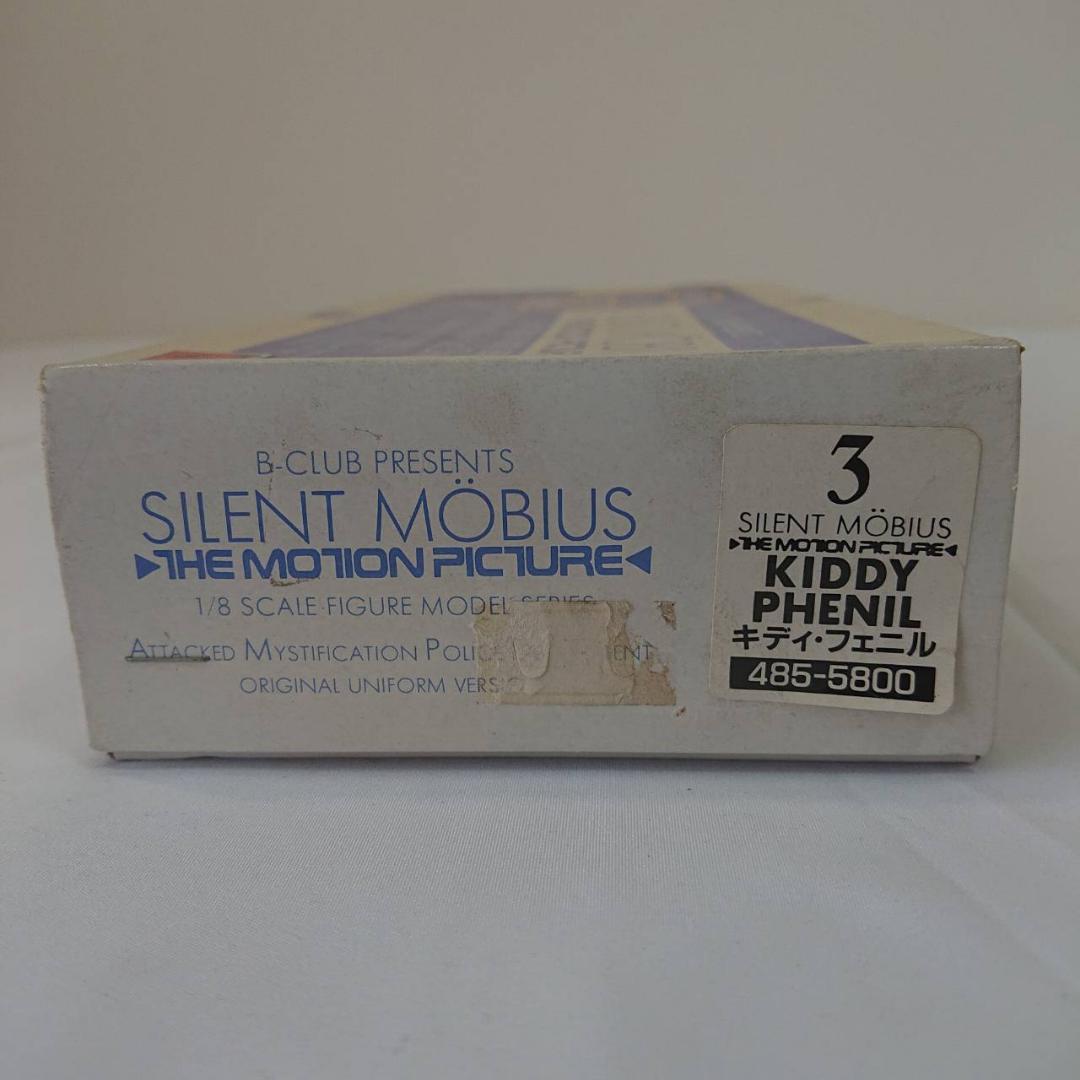 B-CLUB PRESENTS
SILENT MÖBIUS
▶THE MOTION PICTURE◀
1/8 SCALE FIGURE MODEL SERIES
ATTACKED MYSTIFICATION
ORIGINAL UNIFORM
3
SILENT MÖBIUS
▶THE MOTION PICTURE◀
KIDDY
PHENIL
キディ・フェニル
485-5800